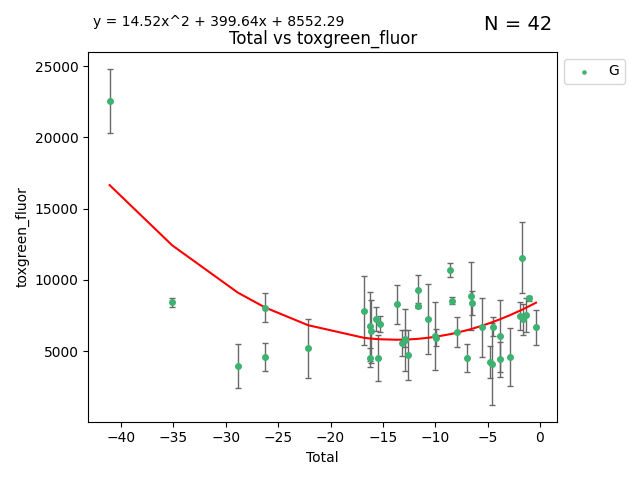 y = 14.52x^2 + 399.64x + 8552.29
N = 42
Total vs toxgreen_fluor
G
25000
20000
15000
10000
5000
toxgreen_fluor
−40 −35 −30 −25 −20 −15 −10 −5 0
Total